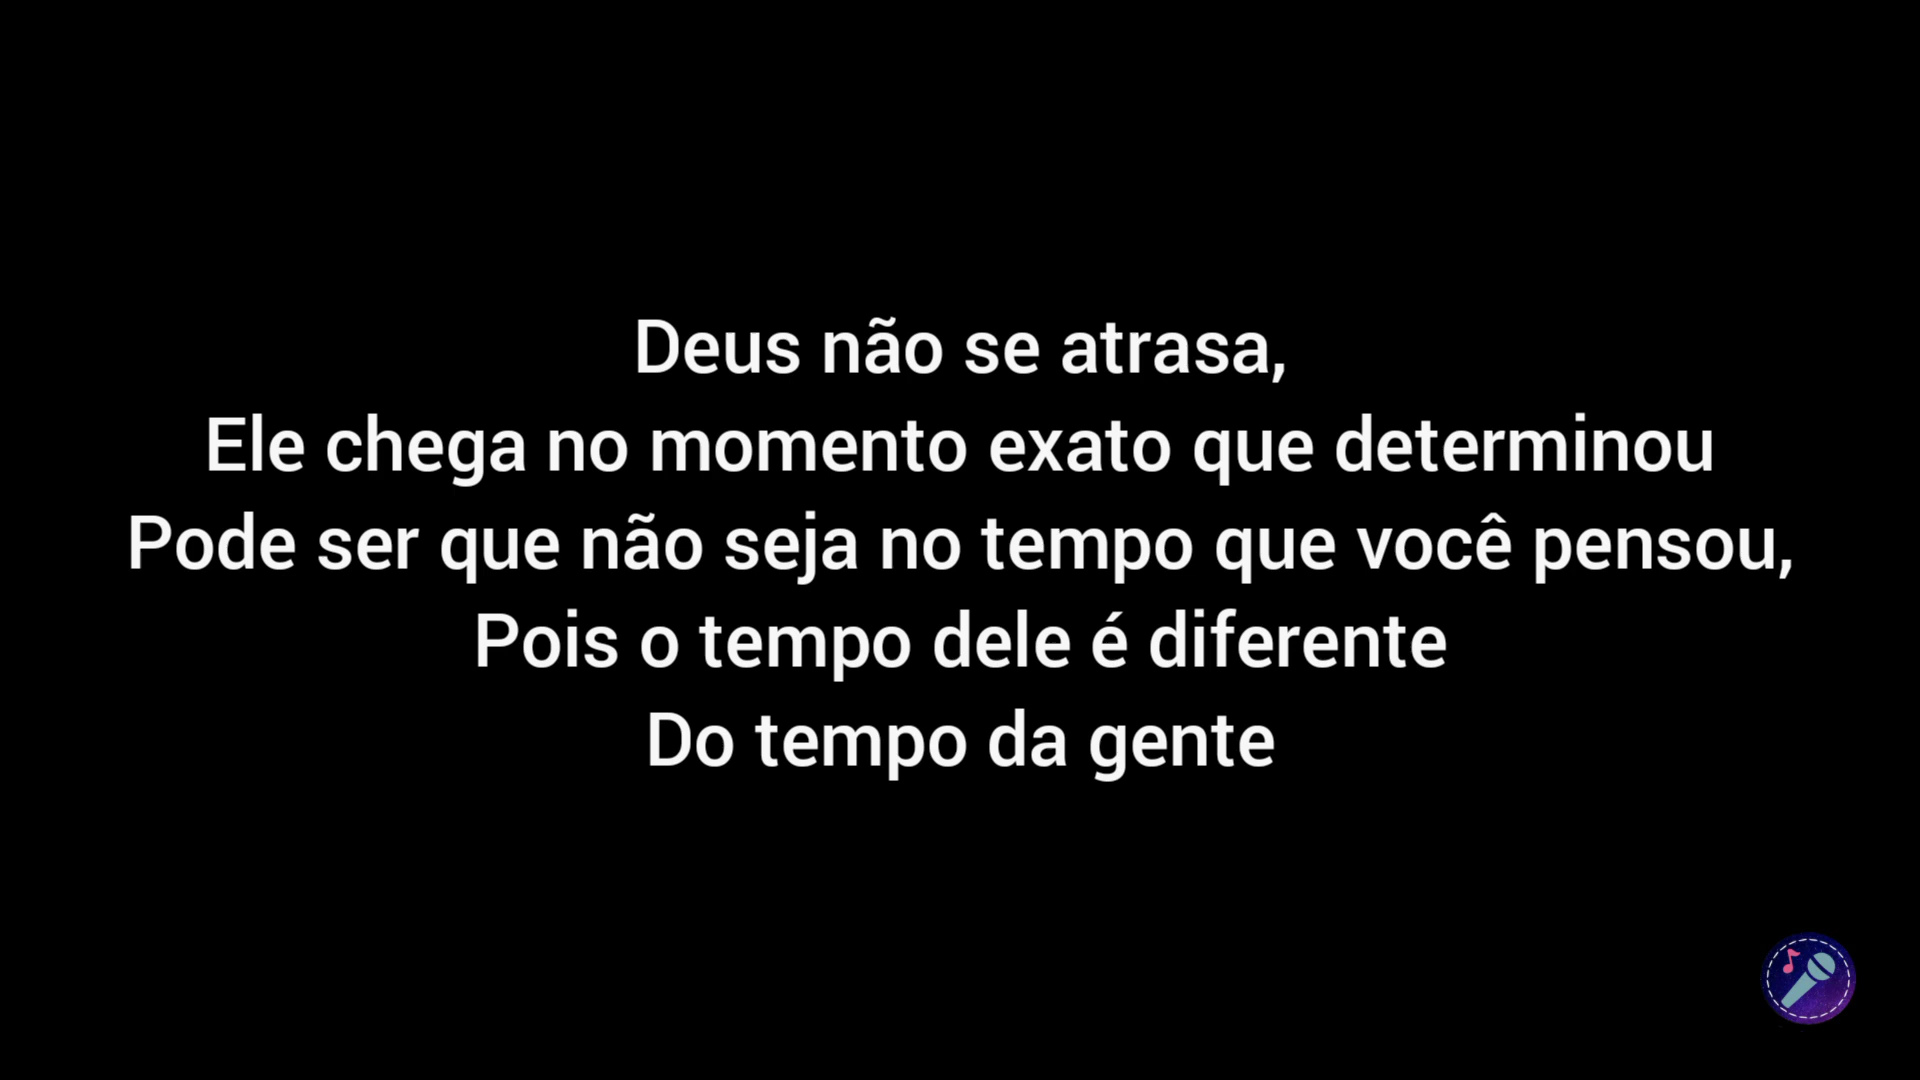 Deus não se atrasa,
Ele chega no momento exato que determinou
Pode ser que não seja no tempo que você pensou,
Pois o tempo dele é diferente
Do tempo da gente